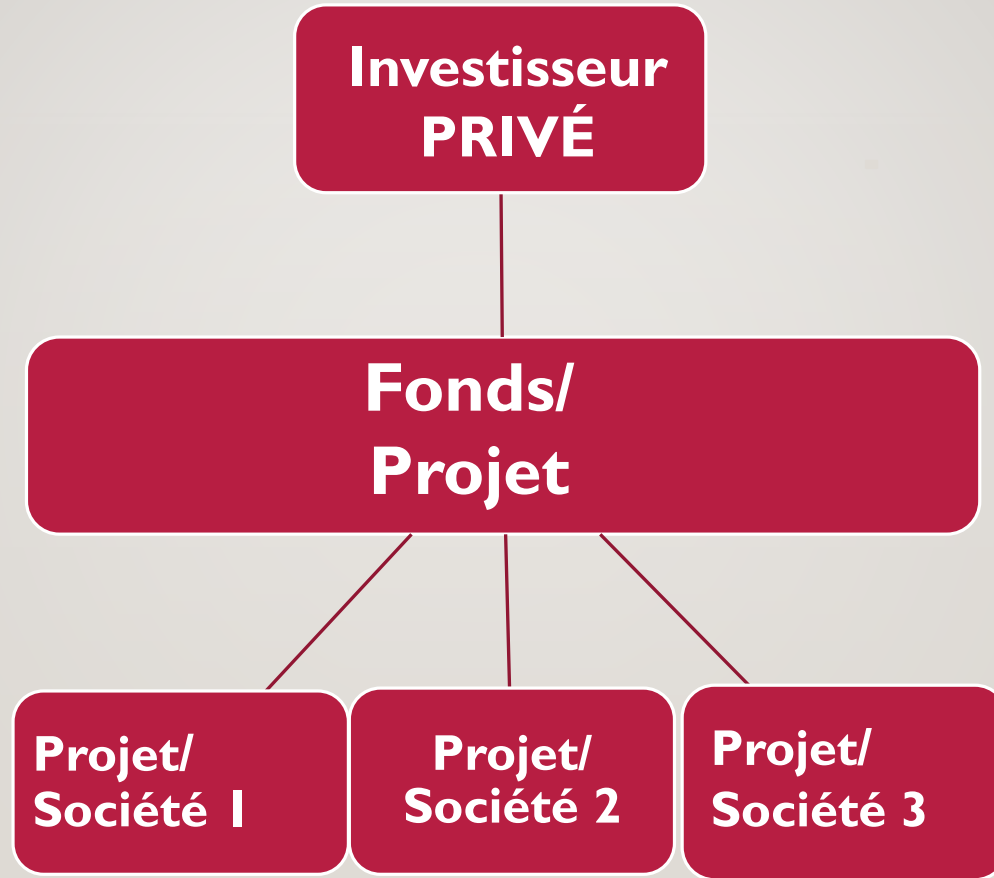 Investisseur
PRIVÉ
Fonds/
Projet
Projet/
Société 1
Projet/
Société 2
Projet/
Société 3